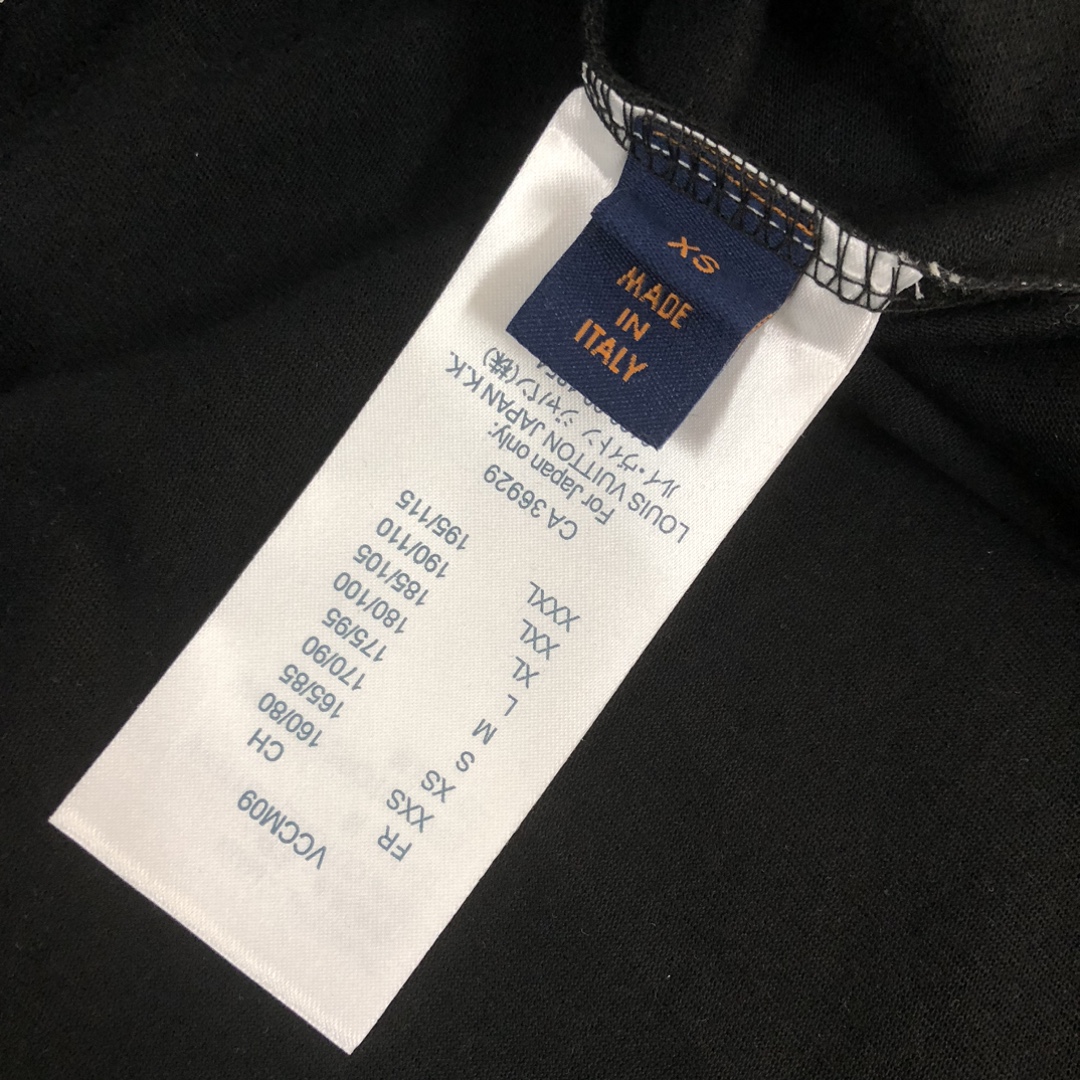 XS
MADE
IN
ITALY
VCCM09
FR CH
XXS 160/80
XS 165/85
S 170/90
M 175/95
L 180/100
XL 185/105
XXL 190/110
XXXL 195/115
CA 36929
For Japan only:
LOUIS VUITTON JAPAN K.K.
ルイ・ヴィトン ジャパン(株)